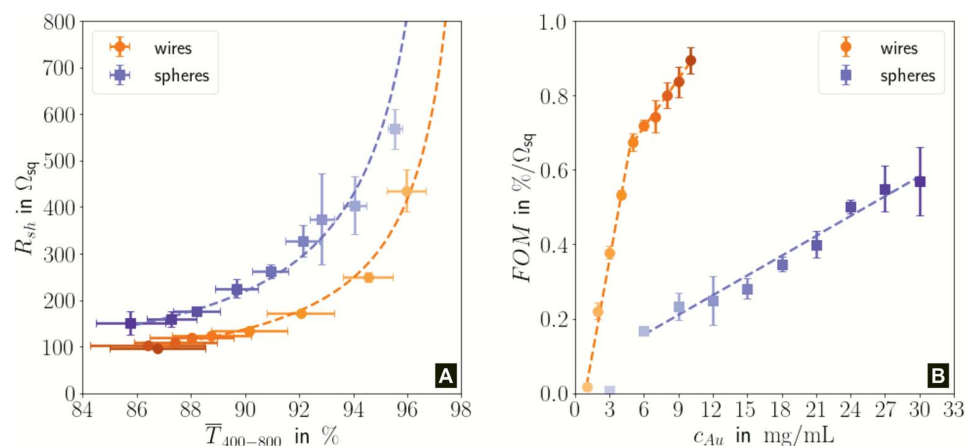 800
700
600
500
400
300
200
100
0
R_sh in Ω_sq
wires
spheres
A
84 86 88 90 92 94 96 98
T̅_400−800 in %
1.0
0.8
0.6
0.4
0.2
0.0
FOM in %/Ω_sq
wires
spheres
B
0 3 6 9 12 15 18 21 24 27 30 33
c_Au in mg/mL